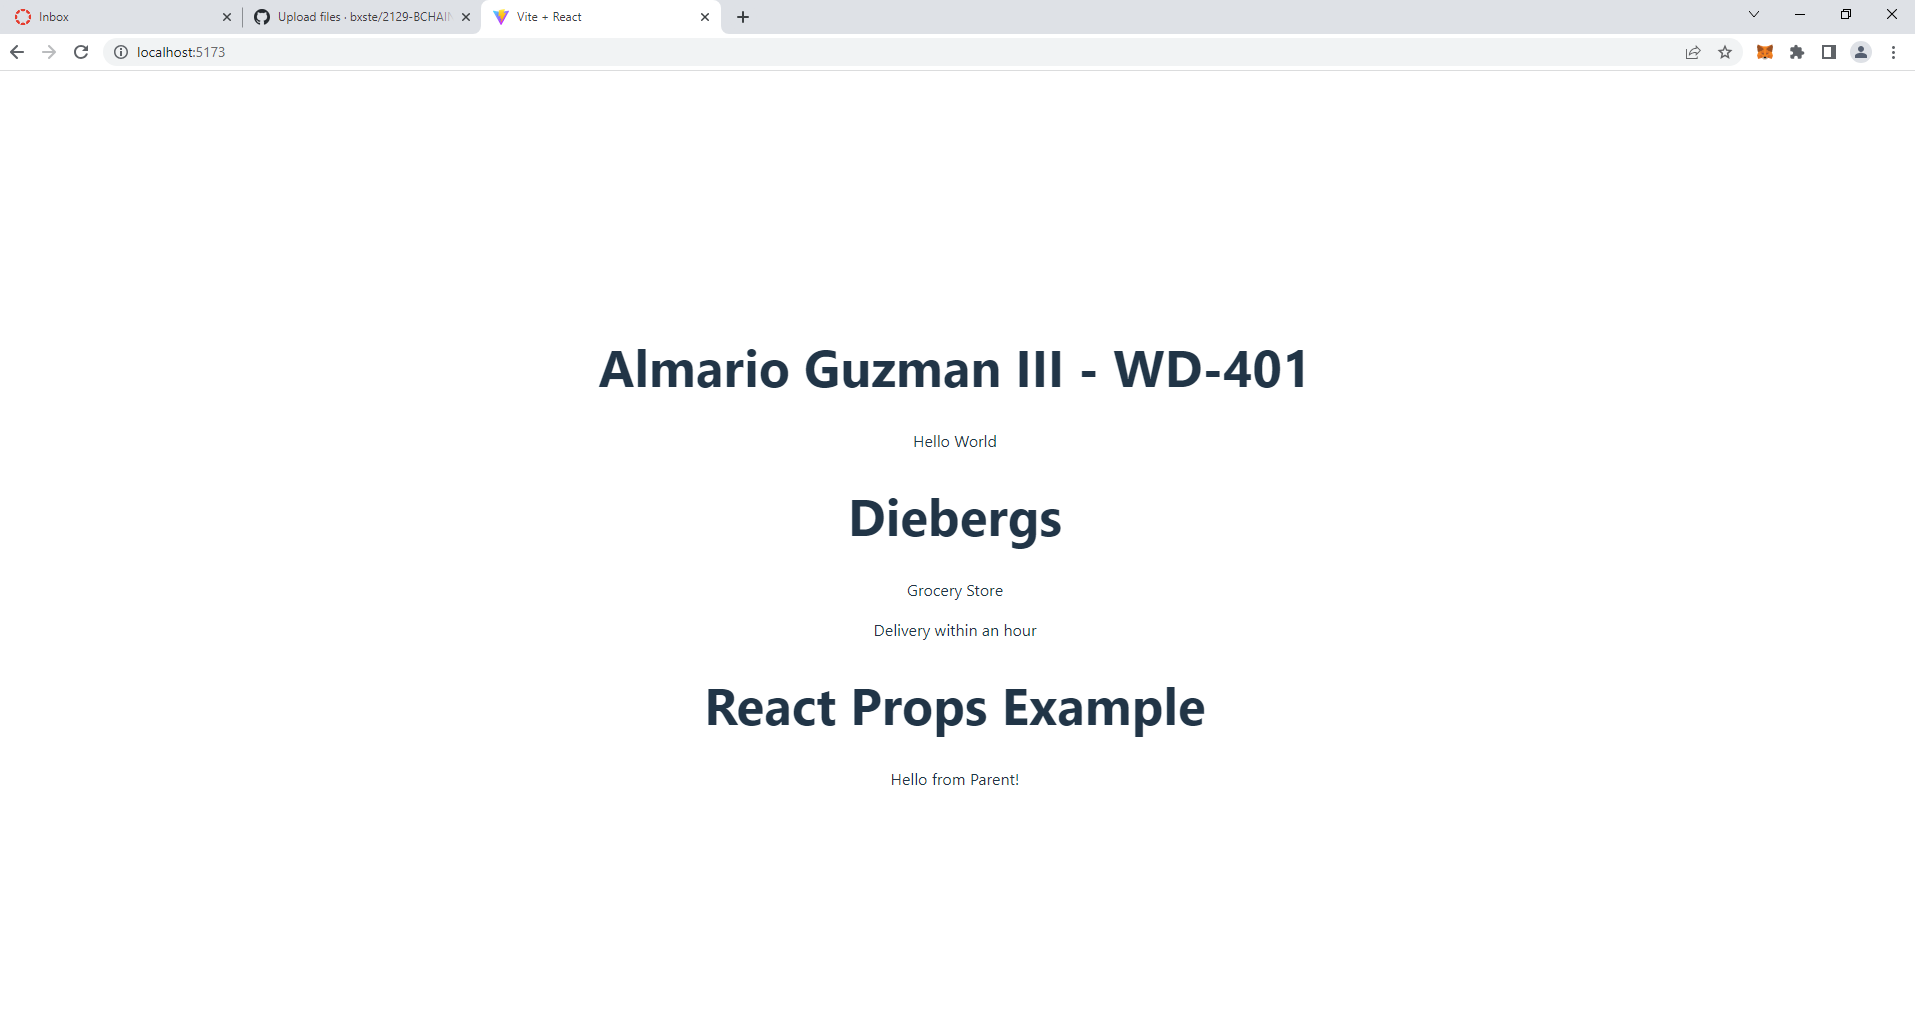 Inbox
Upload files · bxste/2129-BCHAIN
Vite + React
localhost:5173
Almario Guzman III - WD-401
Hello World
Diebergs
Grocery Store
Delivery within an hour
React Props Example
Hello from Parent!